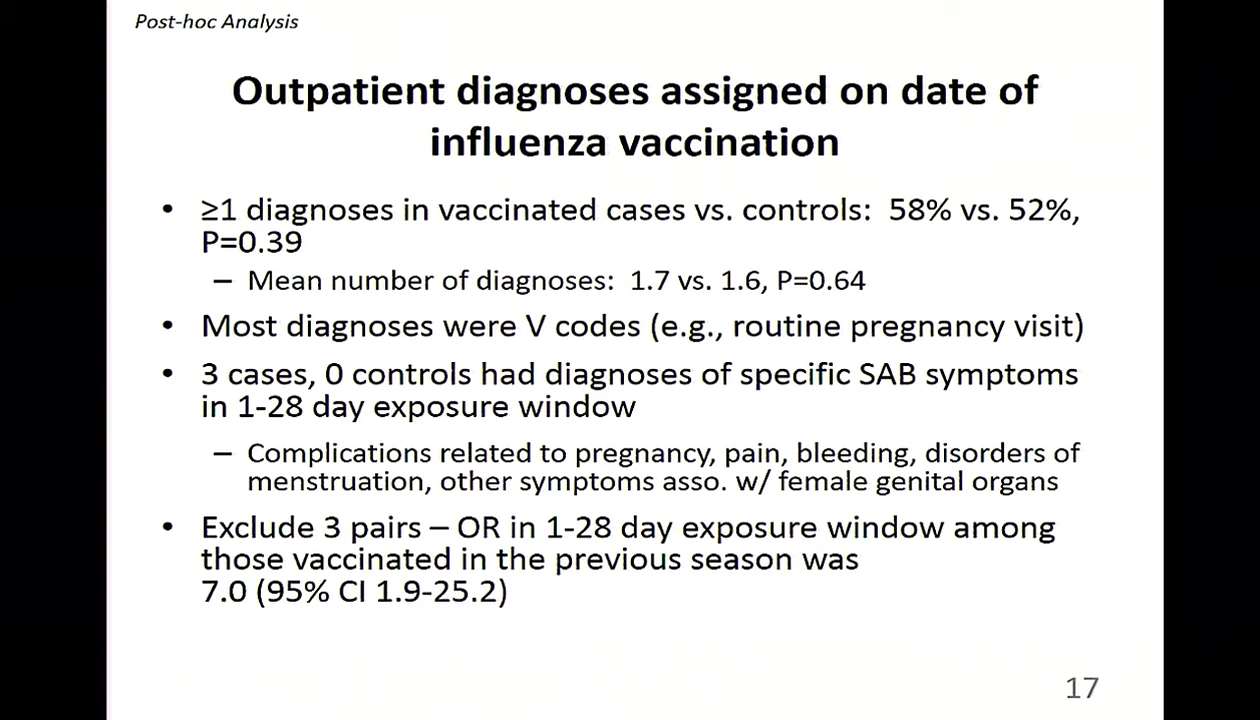 Post-hoc Analysis
Outpatient diagnoses assigned on date of
influenza vaccination
• ≥1 diagnoses in vaccinated cases vs. controls: 58% vs. 52%,
P=0.39
– Mean number of diagnoses: 1.7 vs. 1.6, P=0.64
• Most diagnoses were V codes (e.g., routine pregnancy visit)
• 3 cases, 0 controls had diagnoses of specific SAB symptoms
in 1-28 day exposure window
– Complications related to pregnancy, pain, bleeding, disorders of
menstruation, other symptoms asso. w/ female genital organs
• Exclude 3 pairs – OR in 1-28 day exposure window among
those vaccinated in the previous season was
7.0 (95% CI 1.9-25.2)
17